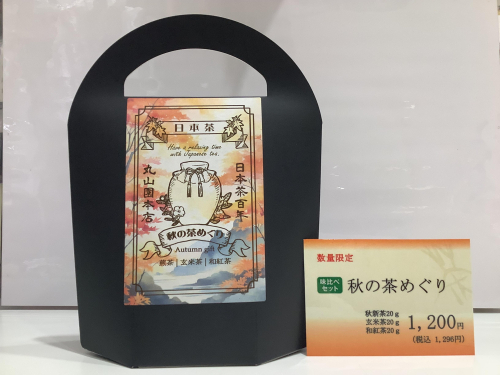 日本茶
Have a relaxing time
with Japanese tea.
日本茶百年
丸山園本店
秋の茶めぐり
Autumn gift
煎茶｜玄米茶｜和紅茶
数量限定
味比べ
セット
秋の茶めぐり
秋新茶20g
玄米茶20g
和紅茶20g
1,200円
(税込 1,296円)